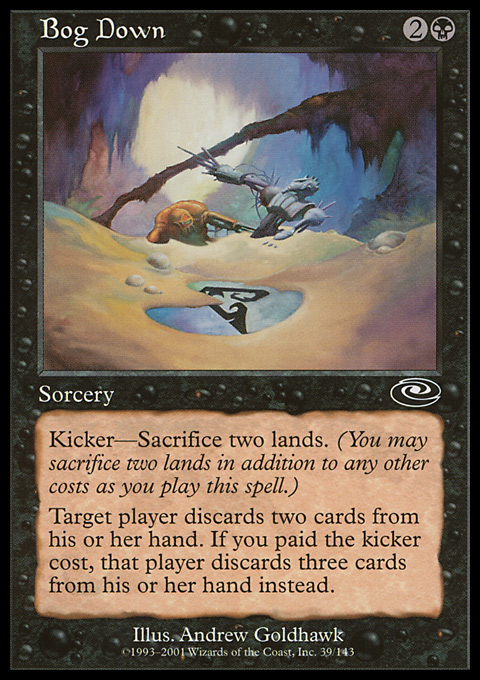 Bog Down 2
Sorcery
Kicker—Sacrifice two lands. (You may
sacrifice two lands in addition to any other
costs as you play this spell.)
Target player discards two cards from
his or her hand. If you paid the kicker
cost, that player discards three cards
from his or her hand instead.
Illus. Andrew Goldhawk
©1993–2001 Wizards of the Coast, Inc. 39/143